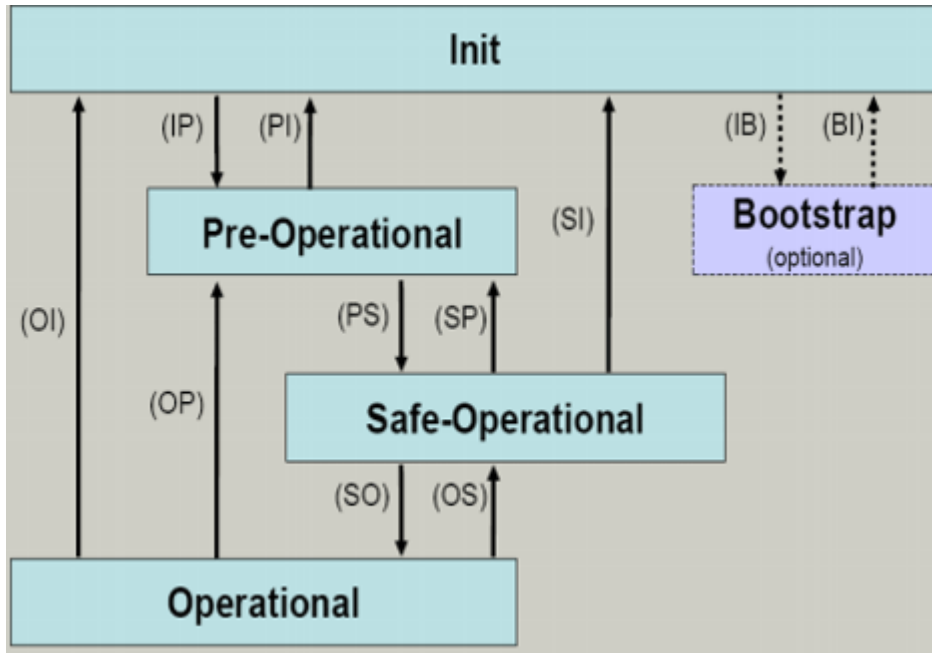 Init
(IP)
(PI)
(IB)
(BI)
Pre-Operational
(SI)
Bootstrap
(optional)
(OI)
(PS)
(SP)
(OP)
Safe-Operational
(SO)
(OS)
Operational